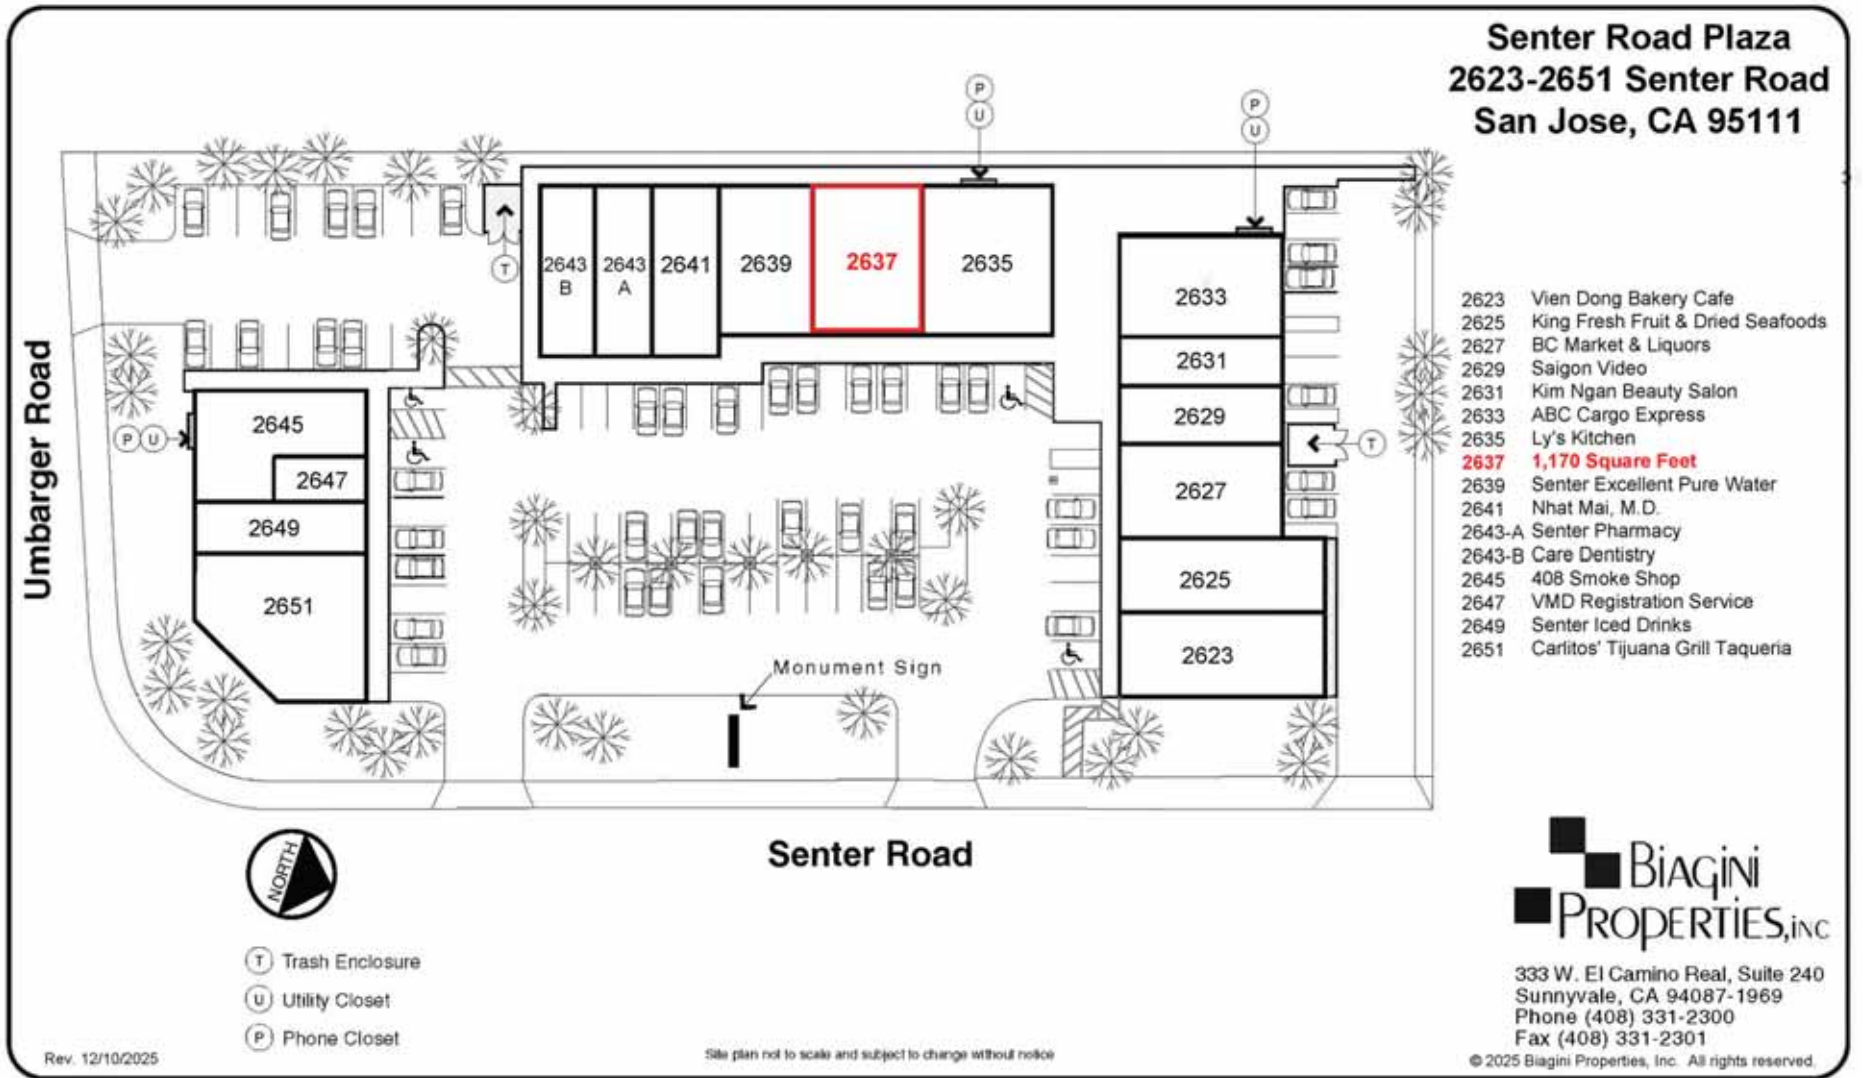 Senter Road Plaza
2623-2651 Senter Road
San Jose, CA 95111
P
U
P
U
T
2643
B
2643
A
2641
2639
2637
2635
2633
2631
2629
2627
2625
2623
T
P U
2645
2647
2649
2651
Umbarger Road
Monument Sign
Senter Road
2623 Vien Dong Bakery Cafe
2625 King Fresh Fruit & Dried Seafoods
2627 BC Market & Liquors
2629 Saigon Video
2631 Kim Ngan Beauty Salon
2633 ABC Cargo Express
2635 Ly's Kitchen
2637 1,170 Square Feet
2639 Senter Excellent Pure Water
2641 Nhat Mai, M.D.
2643-A Senter Pharmacy
2643-B Care Dentistry
2645 408 Smoke Shop
2647 VMD Registration Service
2649 Senter Iced Drinks
2651 Carlitos' Tijuana Grill Taqueria
NORTH
T Trash Enclosure
U Utility Closet
P Phone Closet
Rev. 12/10/2025
Site plan not to scale and subject to change without notice
BIAGINI
PROPERTIES, INC
333 W. El Camino Real, Suite 240
Sunnyvale, CA 94087-1969
Phone (408) 331-2300
Fax (408) 331-2301
© 2025 Biagini Properties, Inc. All rights reserved.